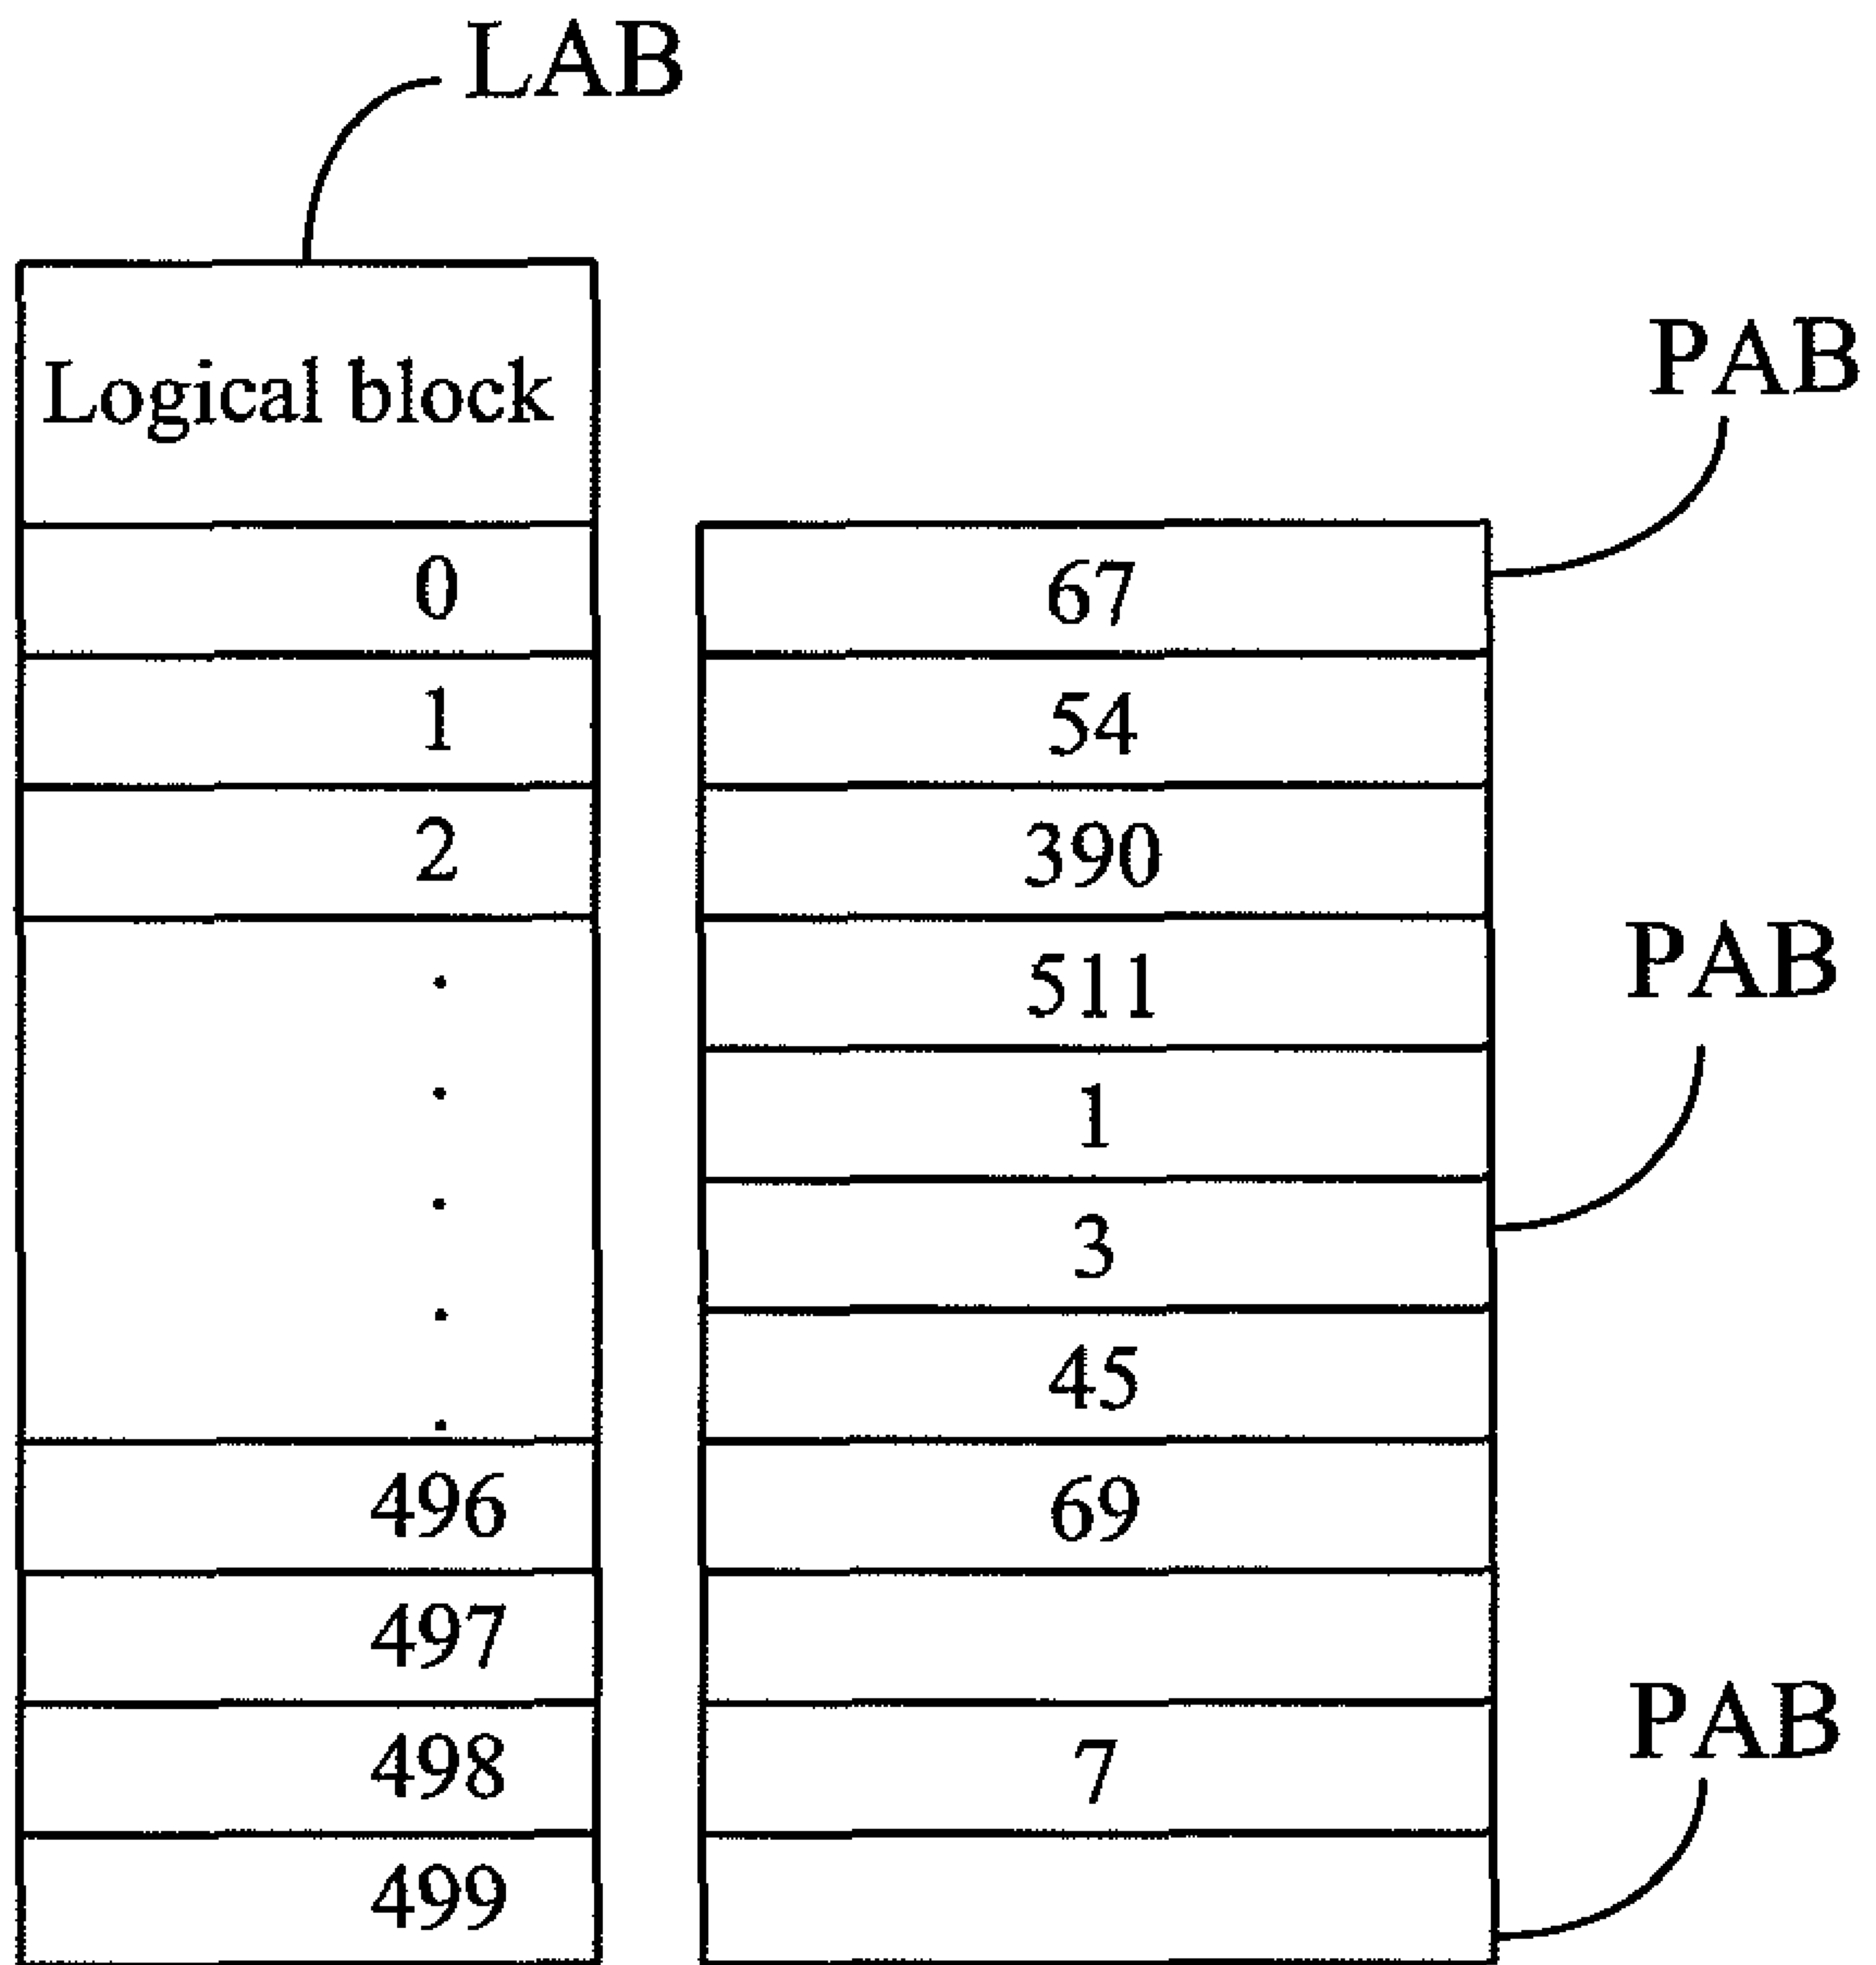 LAB
PAB
Logical block
0 67
1 54
2 390
. 511
PAB
. 1
. 3
. 45
.
496 69
497
498 7
PAB
499